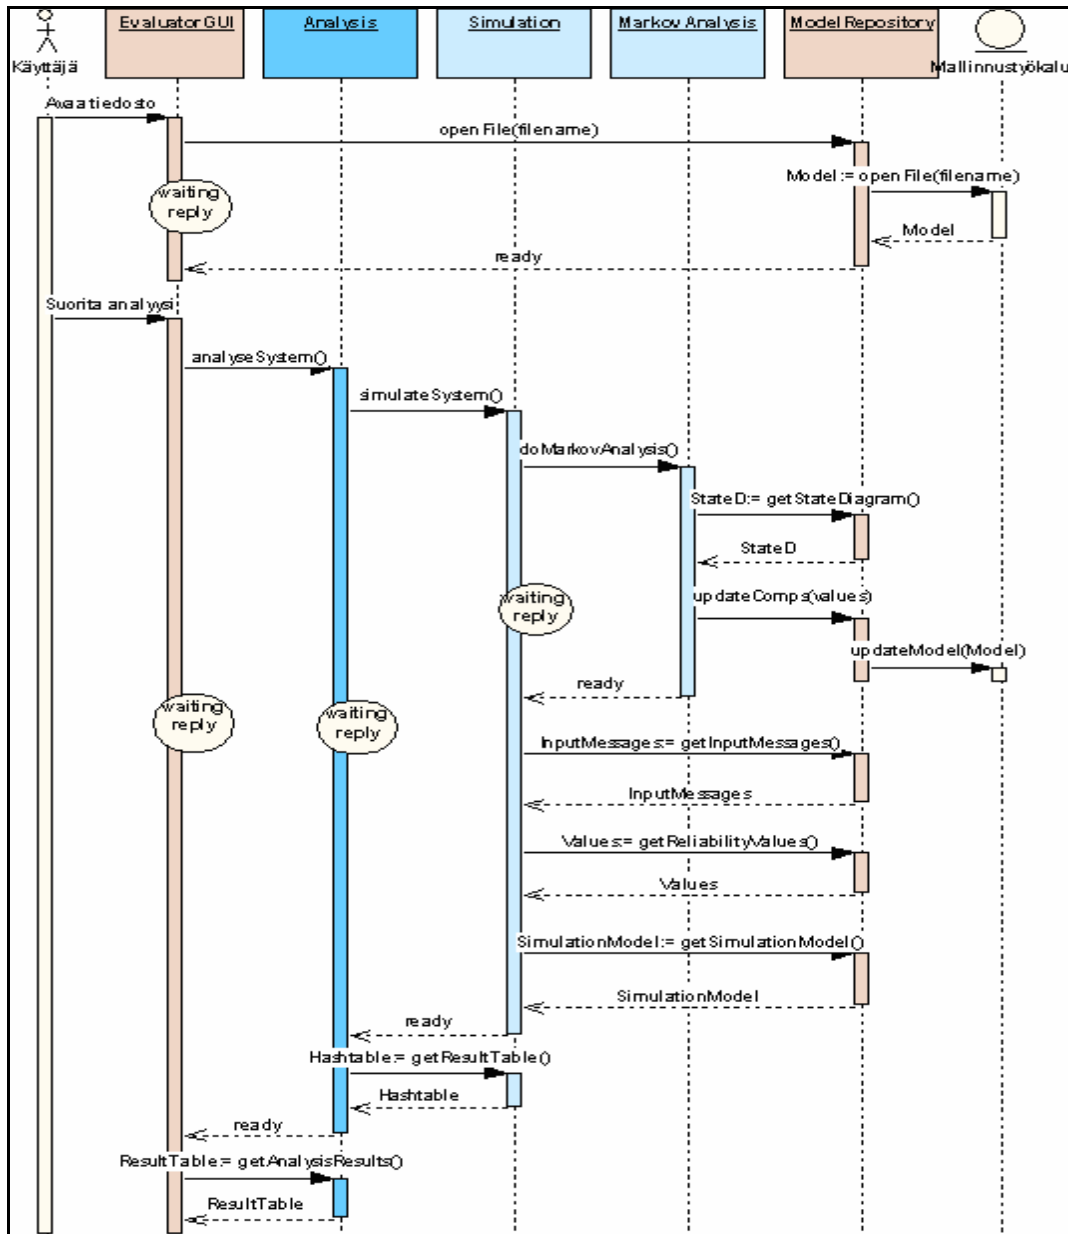 Evaluator GUI
Analysis
Simulation
Markov Analysis
Model Repository
Käyttäjä
Mallinnustyökalu
Avaa tiedosto
open File(filename)
Model := open File(filename)
waiting
reply
Model
ready
Suorita analyysi
analyseSystem()
simulateSystem()
doMarkovAnalysis()
StateD:= getStateDiagram()
StateD
waiting
reply
updateComps(values)
updateModel(Model)
ready
waiting
reply
waiting
reply
InputMessages:= getInputMessages()
InputMessages
Values:= getReliabilityValues()
Values
SimulationModel:= getSimulationModel()
SimulationModel
ready
Hashtable:= getResultTable()
Hashtable
ready
ResultTable:= getAnalysisResults()
ResultTable